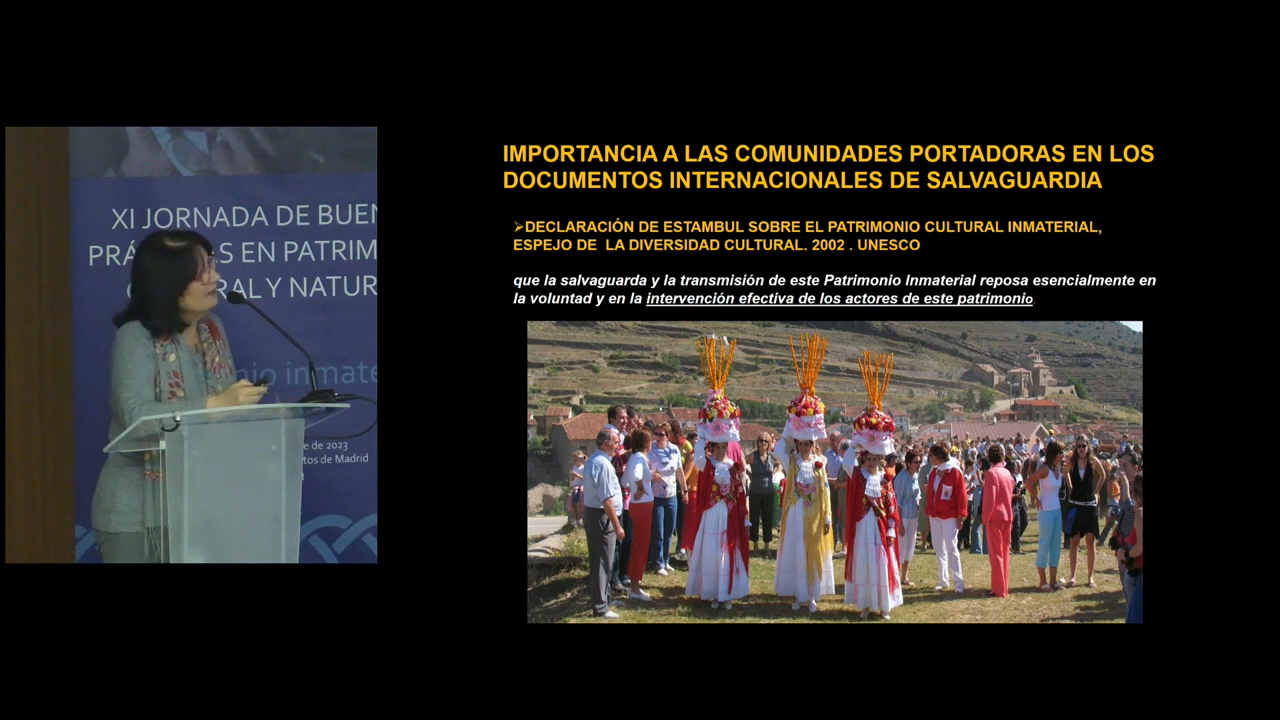 XI JORNADA DE BUEN
PRÁ AS EN PATRIM
RAL Y NATUR
nio inmate
e de 2023
tos de Madrid
IMPORTANCIA A LAS COMUNIDADES PORTADORAS EN LOS
DOCUMENTOS INTERNACIONALES DE SALVAGUARDIA
➢DECLARACIÓN DE ESTAMBUL SOBRE EL PATRIMONIO CULTURAL INMATERIAL,
ESPEJO DE LA DIVERSIDAD CULTURAL. 2002 . UNESCO
que la salvaguarda y la transmisión de este Patrimonio Inmaterial reposa esencialmente en
la voluntad y en la intervención efectiva de los actores de este patrimonio